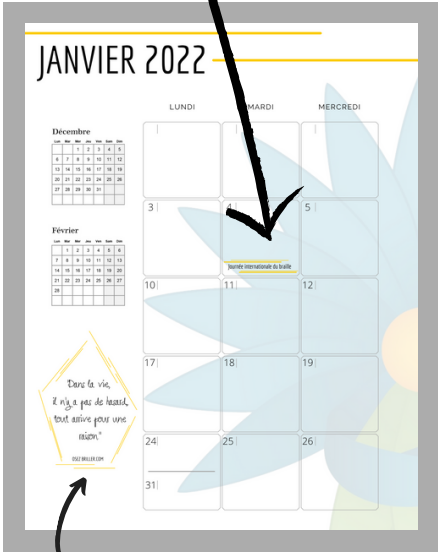 JANVIER 2022
LUNDI MARDI MERCREDI
Décembre
Lun Mar Mer Jeu Ven Sam Dim
1 2 3 4 5
6 7 8 9 10 11 12
13 14 15 16 17 18 19
20 21 22 23 24 25 26
27 28 29 30 31
3 4 5
Février
Lun Mar Mer Jeu Ven Sam Dim
1 2 3 4 5 6
7 8 9 10 11 12 13
14 15 16 17 18 19 20
21 22 23 24 25 26 27
28
Journée internationale du braille
10 11 12
17 18 19
"Dans la vie,
il n'y a pas de hasard,
tout arrive pour une
raison."
OSEZ-BRILLER.COM
24 25 26
31